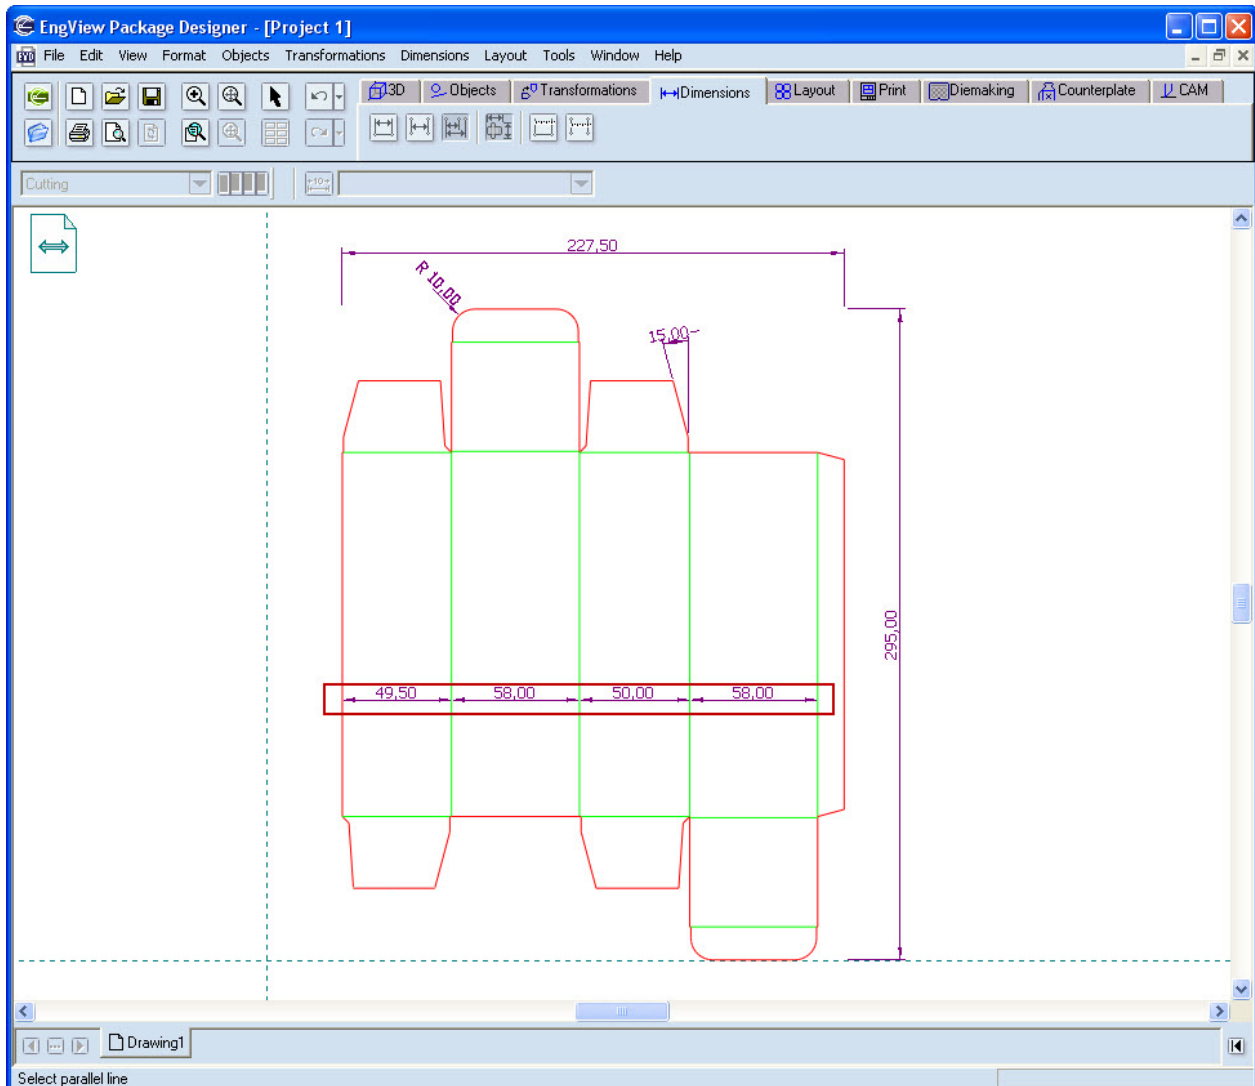 EngView Package Designer - [Project 1]
File Edit View Format Objects Transformations Dimensions Layout Tools Window Help
3D Objects Transformations Dimensions Layout Print Diemaking Counterplate CAM
Cutting
+10+
227,50
R 10,00
15,00~
295,00
49,50 58,00 50,00 58,00
Drawing1
Select parallel line